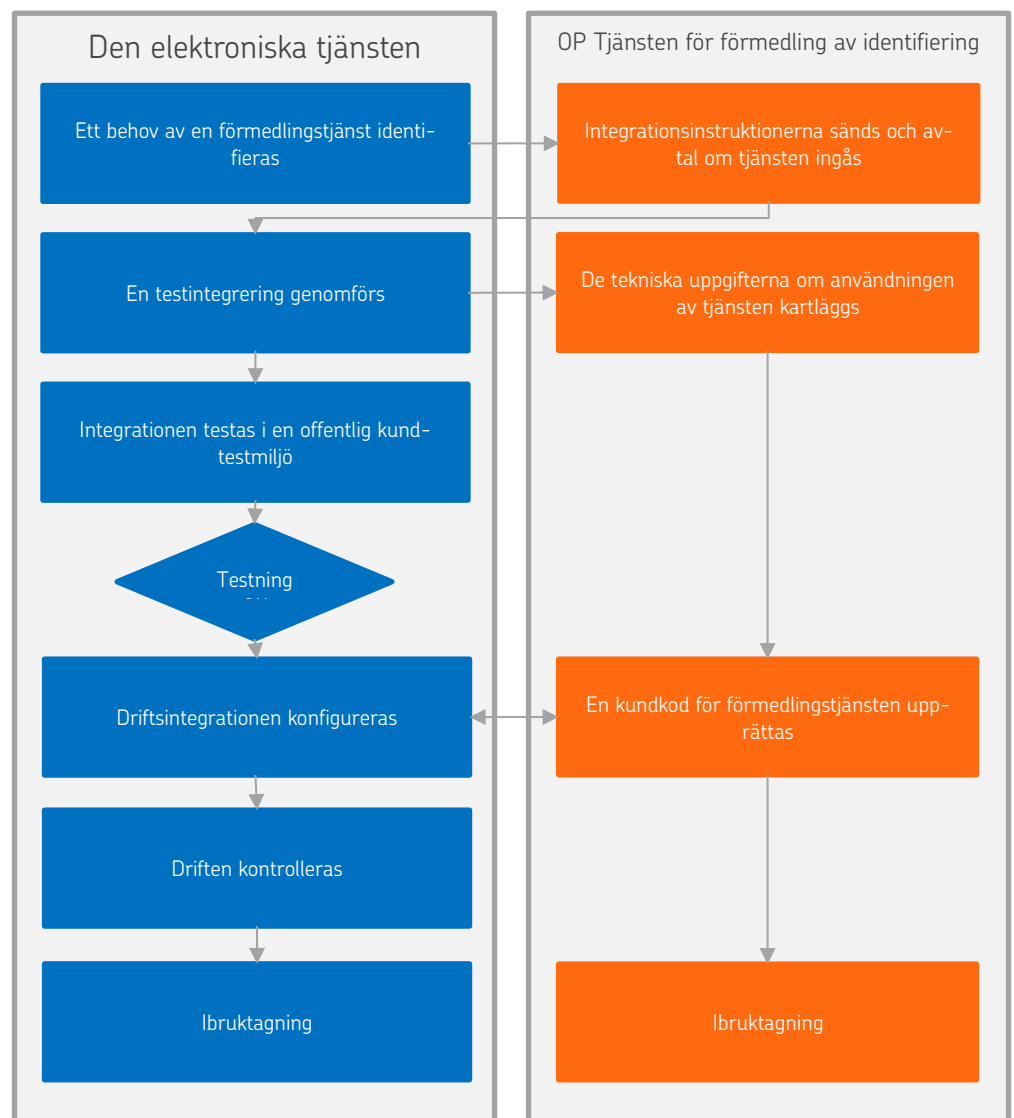 Den elektroniska tjänsten
Ett behov av en förmedlingstjänst identi-
fieras
En testintegrering genomförs
Integrationen testas i en offentlig kund-
testmiljö
Testning
Driftsintegrationen konfigureras
Driften kontrolleras
Ibruktagning
OP Tjänsten för förmedling av identifiering
Integrationsinstruktionerna sänds och av-
tal om tjänsten ingås
De tekniska uppgifterna om användningen
av tjänsten kartläggs
En kundkod för förmedlingstjänsten upp-
rättas
Ibruktagning